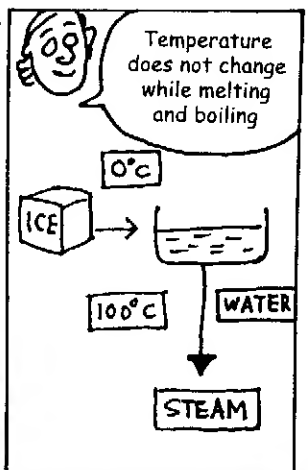 Temperature
does not change
while melting
and boiling
0°C
ICE
100°C
WATER
STEAM